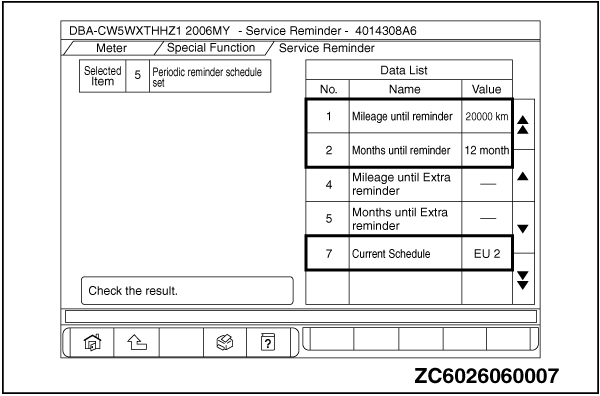 DBA-CW5WXTHHZ1 2006MY - Service Reminder - 4014308A6
Meter / Special Function / Service Reminder
Selected Item 5 Periodic reminder schedule set
Data List
No. Name Value
1 Mileage until reminder 20000 km
2 Months until reminder 12 month
4 Mileage until Extra reminder —
5 Months until Extra reminder —
7 Current Schedule EU 2
Check the result.
?
ZC6026060007